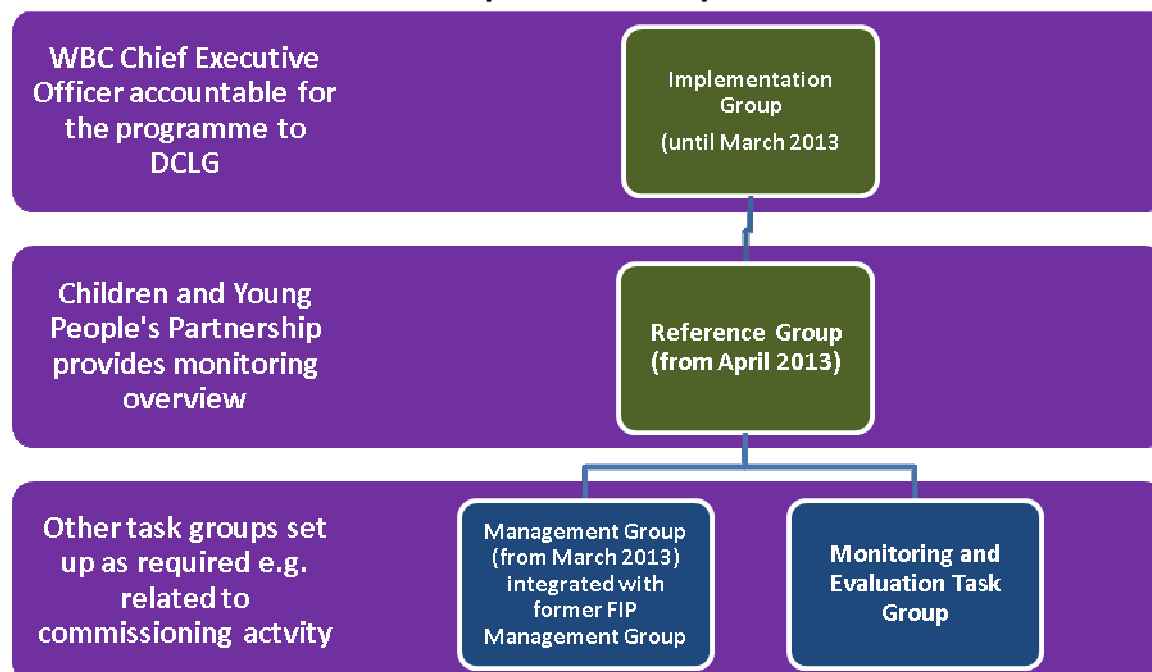 WBC Chief Executive
Officer accountable for
the programme to
DCLG
Implementation
Group
(until March 2013
Children and Young
People's Partnership
provides monitoring
overview
Reference Group
(from April 2013)
Other task groups set
up as required e.g.
related to
commissioning actvity
Management Group
(from March 2013)
integrated with
former FIP
Management Group
Monitoring and
Evaluation Task
Group